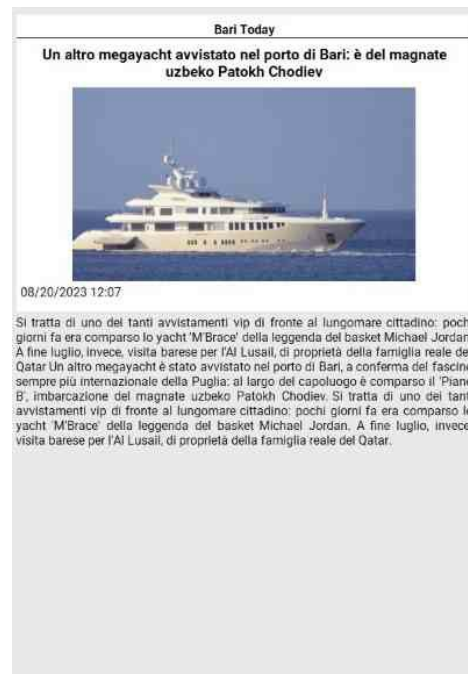 Bari Today
Un altro megayacht avvistato nel porto di Bari: è del magnate
uzbeko Patokh Chodiev
08/20/2023 12:07
Si tratta di uno dei tanti avvistamenti vip di fronte al lungomare cittadino: pochi
giorni fa era comparso lo yacht 'M'Brace' della leggenda del basket Michael Jordan.
A fine luglio, invece, visita barese per l'Al Lusail, di proprietà della famiglia reale del
Qatar Un altro megayacht è stato avvistato nel porto di Bari, a conferma del fascino
sempre più internazionale della Puglia: al largo del capoluogo è comparso il 'Piano
B', imbarcazione del magnate uzbeko Patokh Chodiev. Si tratta di uno dei tanti
avvistamenti vip di fronte al lungomare cittadino: pochi giorni fa era comparso lo
yacht 'M'Brace' della leggenda del basket Michael Jordan. A fine luglio, invece,
visita barese per l'Al Lusail, di proprietà della famiglia reale del Qatar.